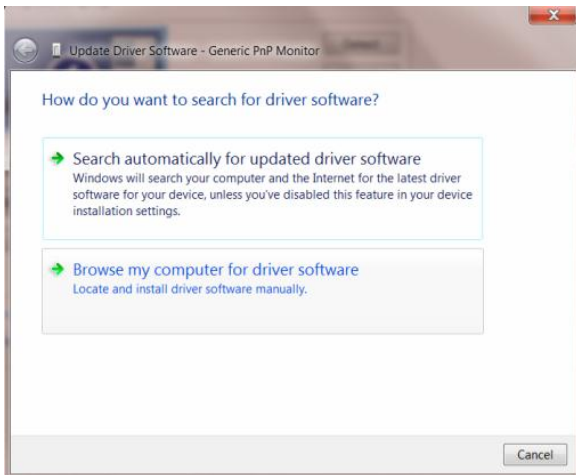 Update Driver Software - Generic PnP Monitor
How do you want to search for driver software?
Search automatically for updated driver software
Windows will search your computer and the Internet for the latest driver
software for your device, unless you've disabled this feature in your device
installation settings.
Browse my computer for driver software
Locate and install driver software manually.
Cancel